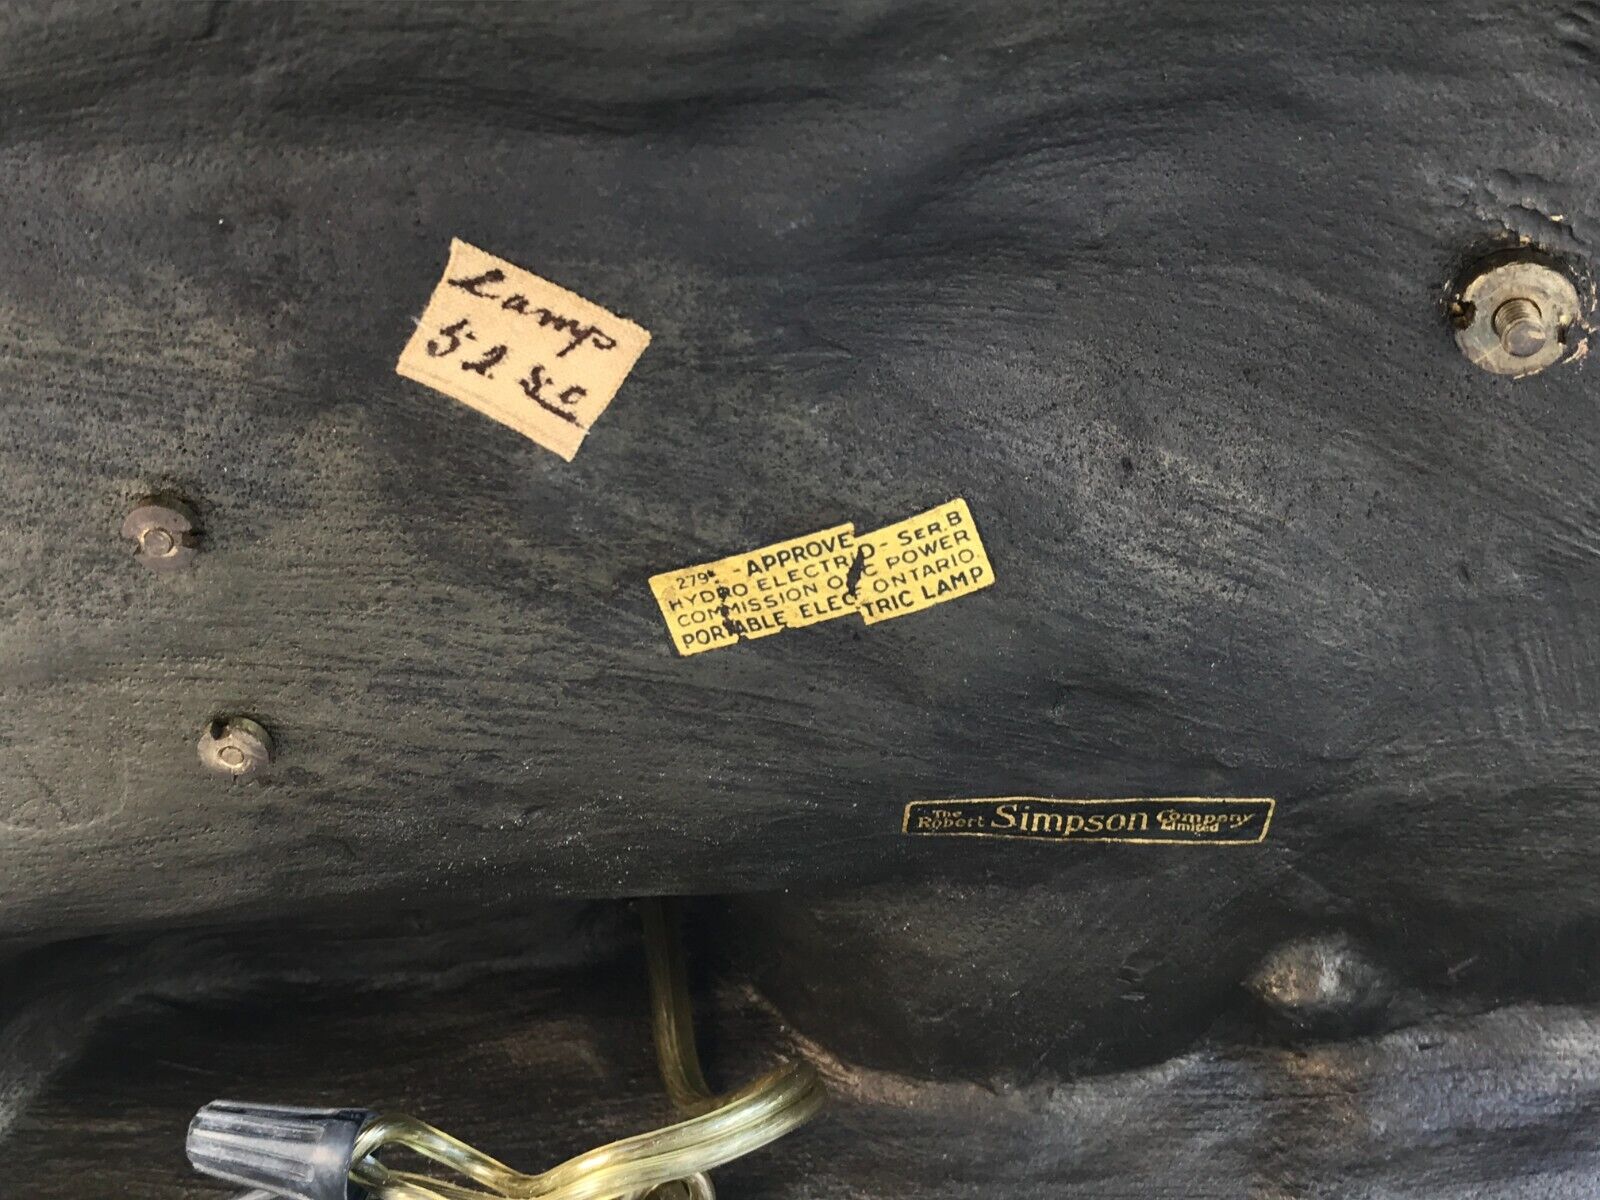 Lamp
52.50
279 - APPROVED - SER.B
HYDRO ELECTRIC POWER
COMMISSION OF ONTARIO
PORTABLE ELECTRIC LAMP
The Robert Simpson Company Limited